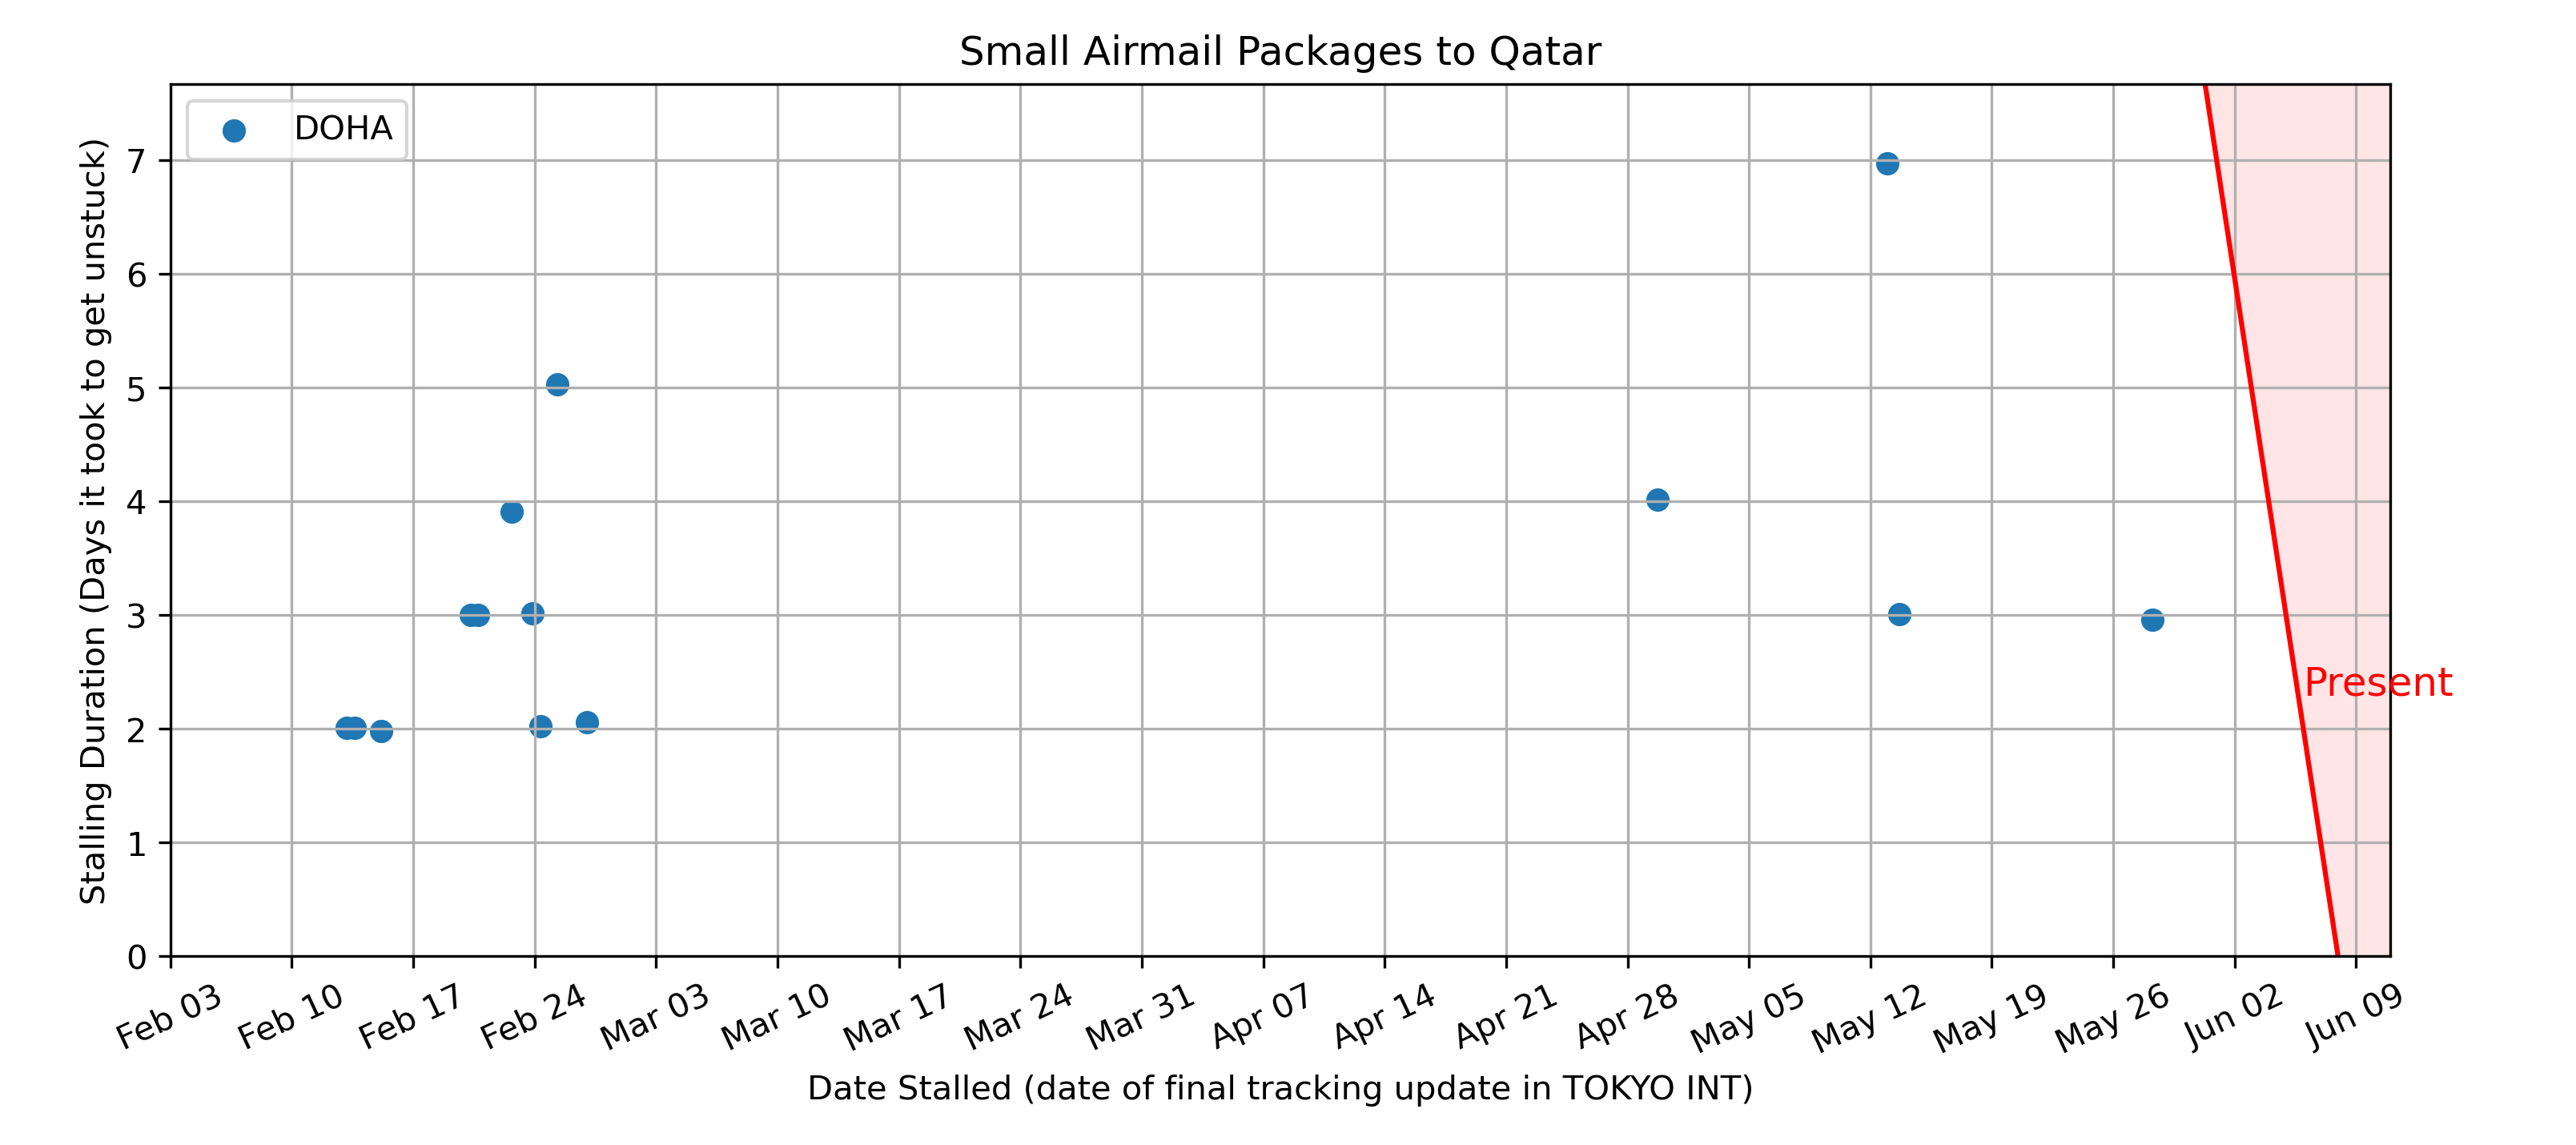 Small Airmail Packages to Qatar
DOHA
Stalling Duration (Days it took to get unstuck)
7
6
5
4
3
2
1
0
Present
Feb 03
Feb 10
Feb 17
Feb 24
Mar 03
Mar 10
Mar 17
Mar 24
Mar 31
Apr 07
Apr 14
Apr 21
Apr 28
May 05
May 12
May 19
May 26
Jun 02
Jun 09
Date Stalled (date of final tracking update in TOKYO INT)